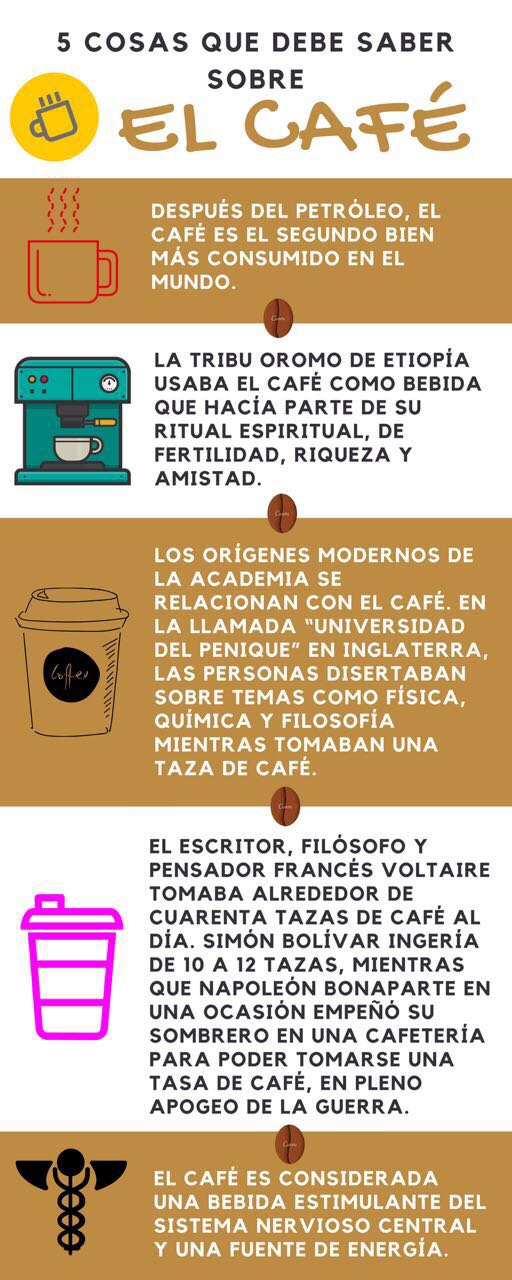 5 COSAS QUE DEBE SABER
SOBRE
EL CAFÉ
DESPUÉS DEL PETRÓLEO, EL
CAFÉ ES EL SEGUNDO BIEN
MÁS CONSUMIDO EN EL
MUNDO.
Canva
LA TRIBU OROMO DE ETIOPÍA
USABA EL CAFÉ COMO BEBIDA
QUE HACÍA PARTE DE SU
RITUAL ESPIRITUAL, DE
FERTILIDAD, RIQUEZA Y
AMISTAD.
Canva
LOS ORÍGENES MODERNOS DE
LA ACADEMIA SE
RELACIONAN CON EL CAFÉ. EN
LA LLAMADA “UNIVERSIDAD
DEL PENIQUE” EN INGLATERRA,
LAS PERSONAS DISERTABAN
SOBRE TEMAS COMO FÍSICA,
QUÍMICA Y FILOSOFÍA
MIENTRAS TOMABAN UNA
TAZA DE CAFÉ.
Coffee
Canva
EL ESCRITOR, FILÓSOFO Y
PENSADOR FRANCÉS VOLTAIRE
TOMABA ALREDEDOR DE
CUARENTA TAZAS DE CAFÉ AL
DÍA. SIMÓN BOLÍVAR INGERÍA
DE 10 A 12 TAZAS, MIENTRAS
QUE NAPOLEÓN BONAPARTE EN
UNA OCASIÓN EMPEÑÓ SU
SOMBRERO EN UNA CAFETERÍA
PARA PODER TOMARSE UNA
TASA DE CAFÉ, EN PLENO
APOGEO DE LA GUERRA.
Canva
EL CAFÉ ES CONSIDERADA
UNA BEBIDA ESTIMULANTE DEL
SISTEMA NERVIOSO CENTRAL
Y UNA FUENTE DE ENERGÍA.